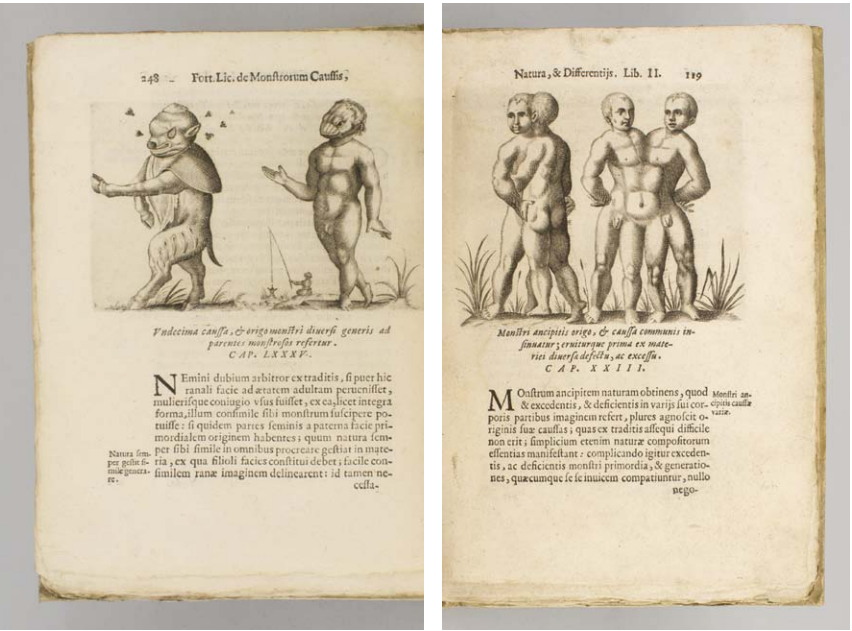 248 Fort. Lic. de Monstrorum Caussis,
Vndecima caussa, & origo monstri diuersi generis ad
parentes monstrosos refertur.
CAP. LXXXV.
NEmini dubium arbitror ex traditis, si puer hic
ranali facie ad ætatem adultam peruenisset,
mulierisque coniugio vsus fuisset, ex ea, licet integra
forma, illum consimile sibi monstrum suscipere po-
tuisse: si quidem partes seminis a paterna facie pri-
mordialem originem habentes; quum natura sem-
per sibi simile in omnibus procreare gestiat in mate-
ria, ex qua filioli facies constitui debet; facile con-
similem ranæ imaginem delinearent: id tamen ne-
cessa-
Natura sem-
per gestit si-
mile genera-
re.
Natura, & Differentijs. Lib. II. 119
Monstri ancipitis origo, & caussa communis in-
sinuatur; eruiturque prima ex mate-
riei diuersa defectu, ac excessu.
CAP. XXIII.
MOnstrum ancipitem naturam obtinens, quod
& excedentis, & deficientis in varijs sui cor-
poris partibus imaginem refert, plures agnoscit o-
riginis suæ caussas; quas ex traditis assequi difficile
non erit; simplicium etenim naturæ compositorum
essentias manifestant: complicando igitur exceden-
tis, ac deficientis monstri primordia, & generatio-
nes, quæcumque se se inuicem compatiuntur, nullo
nego-
Monstri an-
cipitis caussæ
variæ.